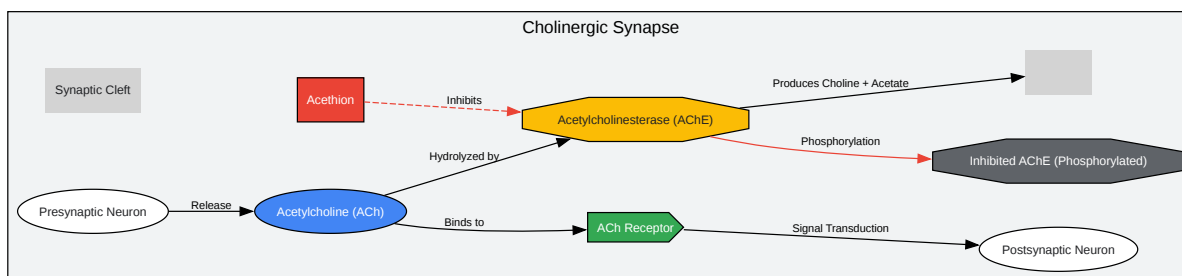 Cholinergic Synapse
Synaptic Cleft
Acethion
Inhibits
Acetylcholinesterase (AChE)
Produces Choline + Acetate
Phosphorylation
Inhibited AChE (Phosphorylated)
Hydrolyzed by
Presynaptic Neuron
Release
Acetylcholine (ACh)
Binds to
ACh Receptor
Signal Transduction
Postsynaptic Neuron